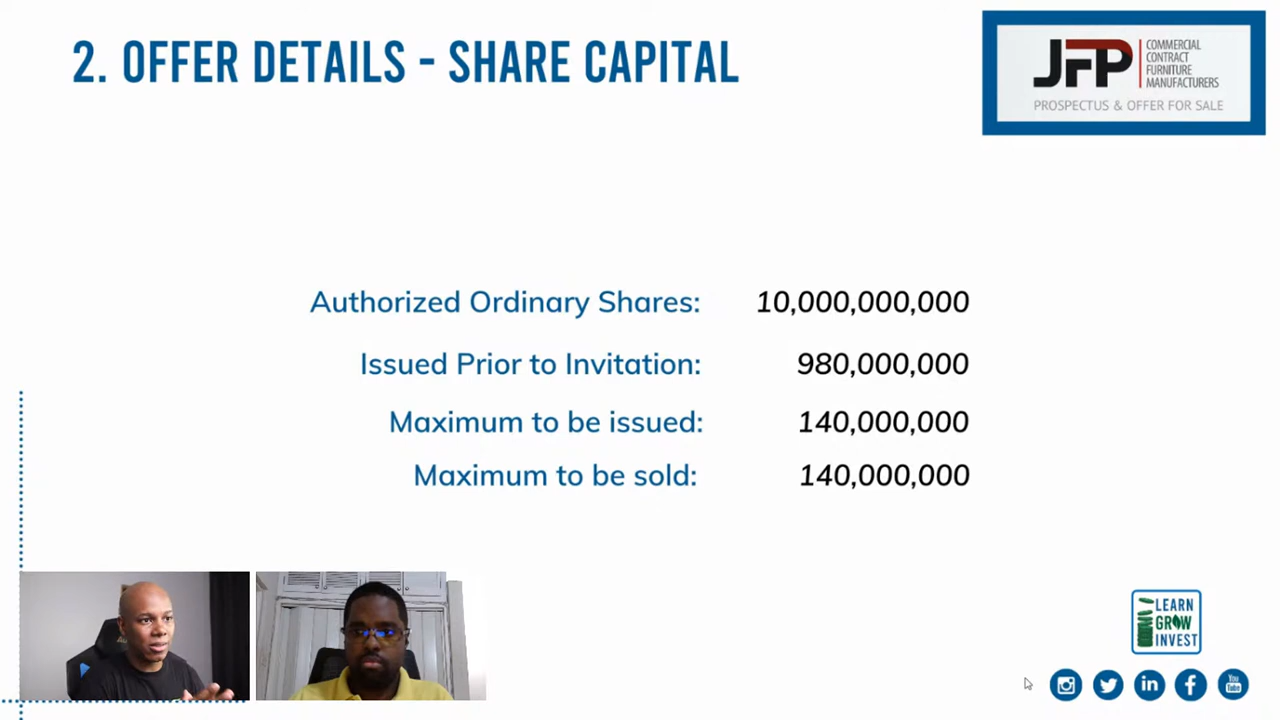 2. OFFER DETAILS - SHARE CAPITAL
JFP
COMMERCIAL
CONTRACT
FURNITURE
MANUFACTURERS
PROSPECTUS & OFFER FOR SALE
Authorized Ordinary Shares: 10,000,000,000
Issued Prior to Invitation: 980,000,000
Maximum to be issued: 140,000,000
Maximum to be sold: 140,000,000
LEARN
GROW
INVEST
You
Tube